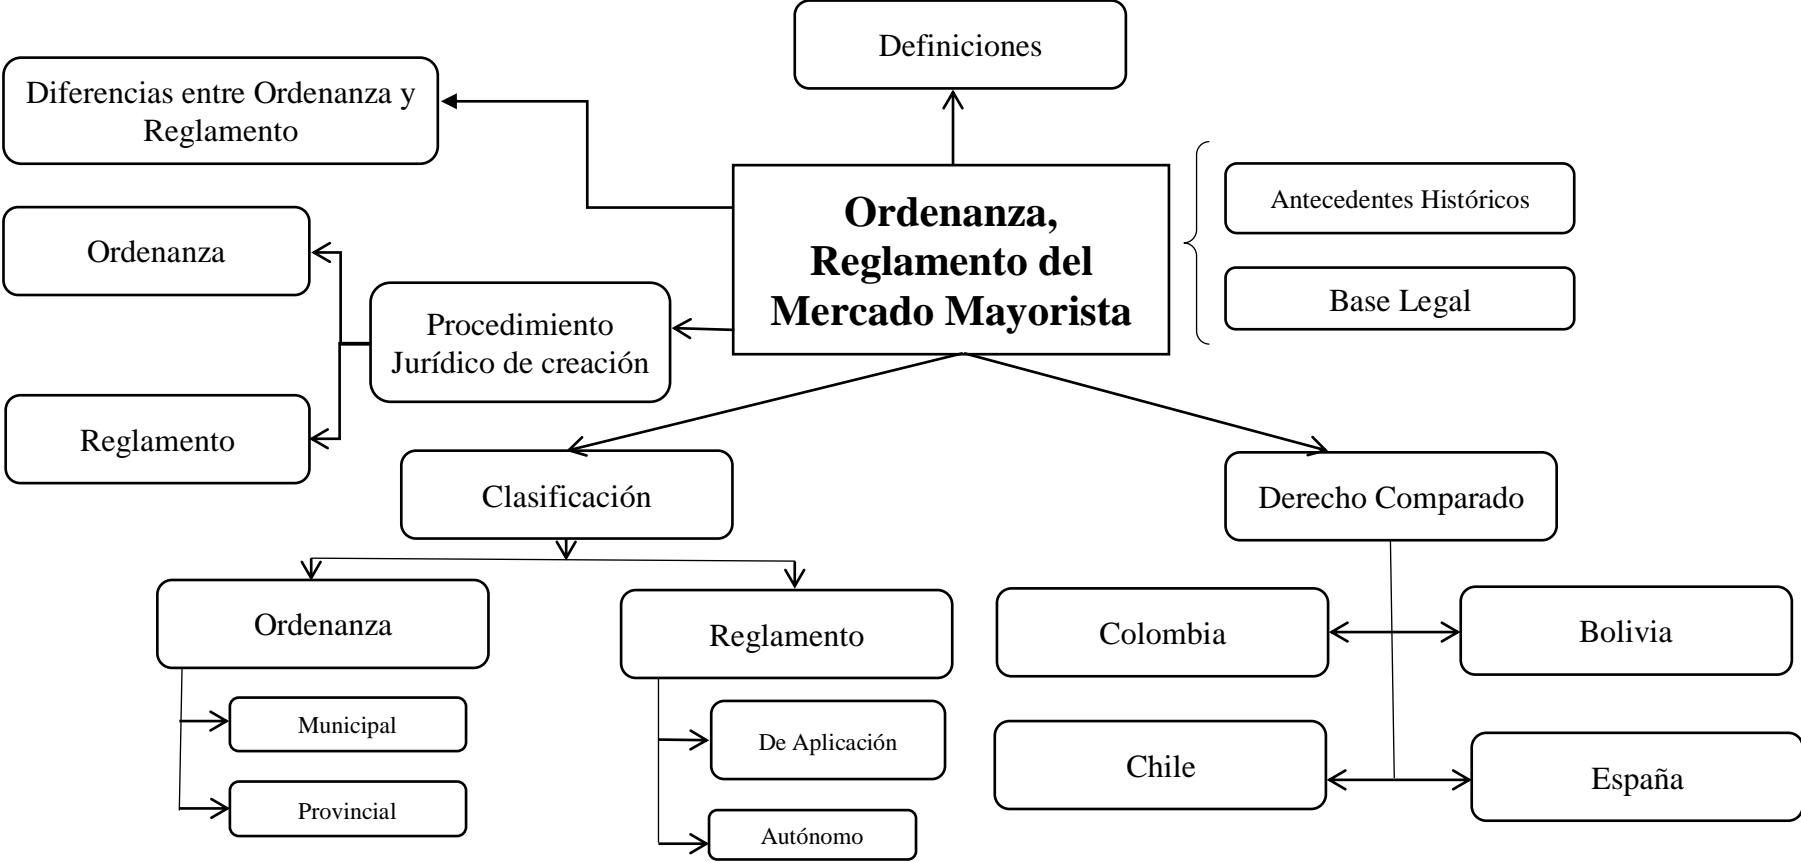 Definiciones
Diferencias entre Ordenanza y
Reglamento
Ordenanza,
Reglamento del
Mercado Mayorista
Antecedentes Históricos
Base Legal
Ordenanza
Procedimiento
Jurídico de creación
Reglamento
Clasificación
Derecho Comparado
Ordenanza
Reglamento
Municipal
Provincial
De Aplicación
Autónomo
Colombia
Bolivia
Chile
España